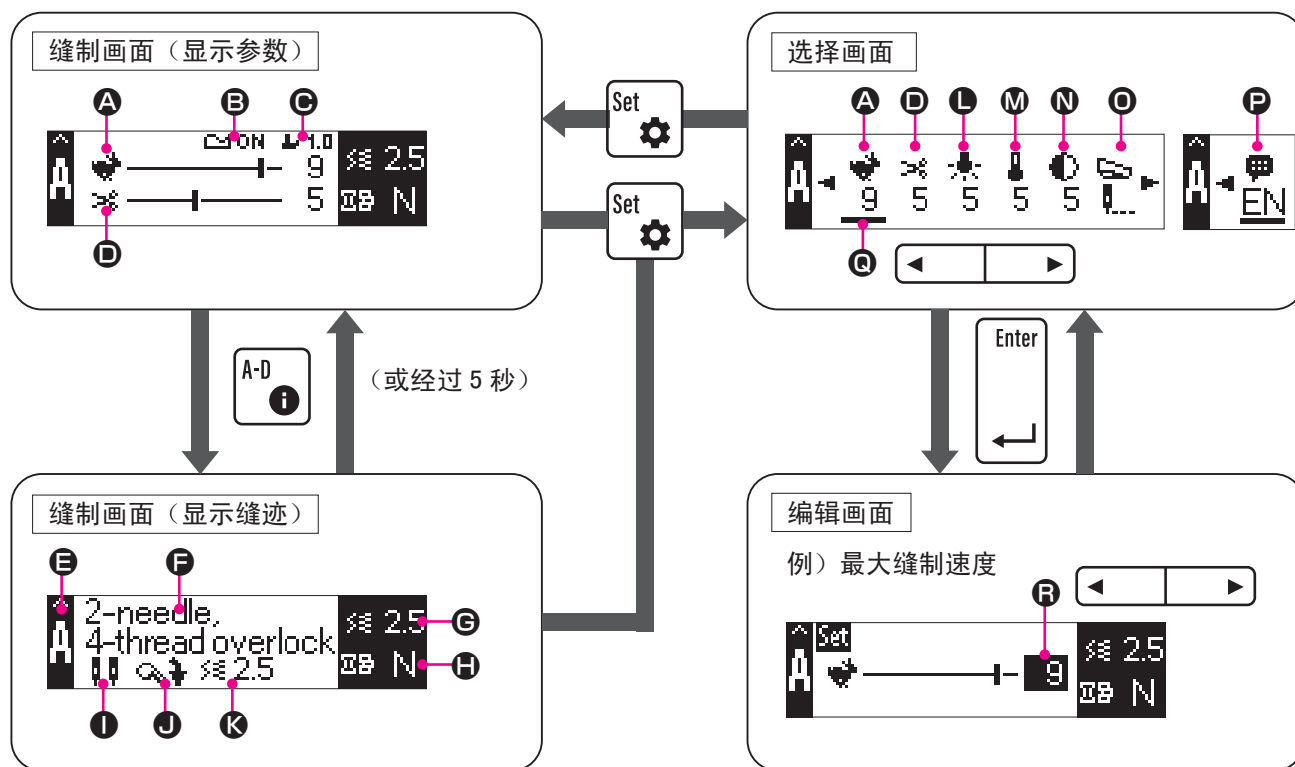 缝制画面（显示参数）
A
B
C
ON
1.0
9
2.5
5
N
D
Set
Set
选择画面
A
D
L
M
N
O
P
9
5
5
5
5
EN
Q
◀ ▶
A-D
i
（或经过 5 秒）
Enter
缝制画面（显示缝迹）
E
F
2-needle,
4-thread overlock
2.5
2.5
N
G
H
I
J
K
编辑画面
例）最大缝制速度
◀ ▶
R
Set
9
2.5
N